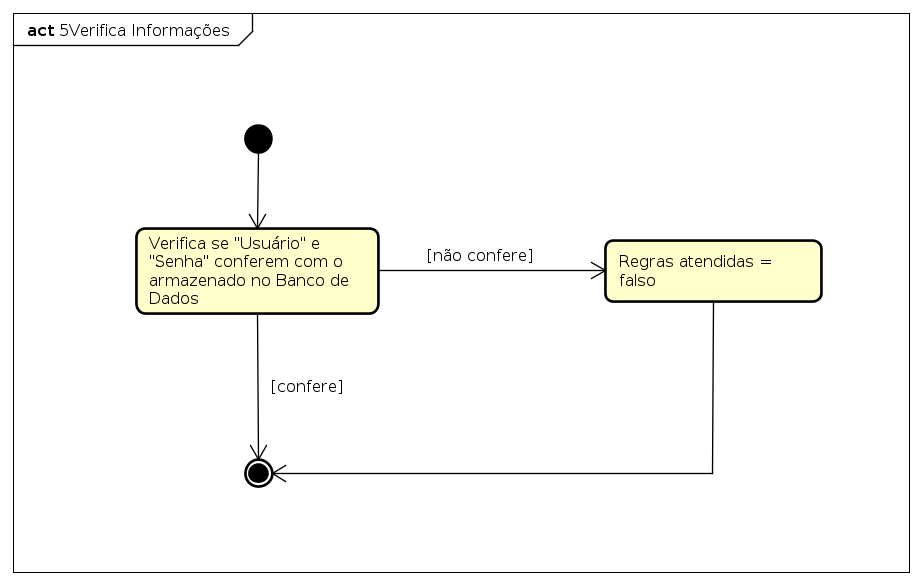 act 5Verifica Informações
Verifica se "Usuário" e
"Senha" conferem com o
armazenado no Banco de
Dados
[não confere]
Regras atendidas =
falso
[confere]